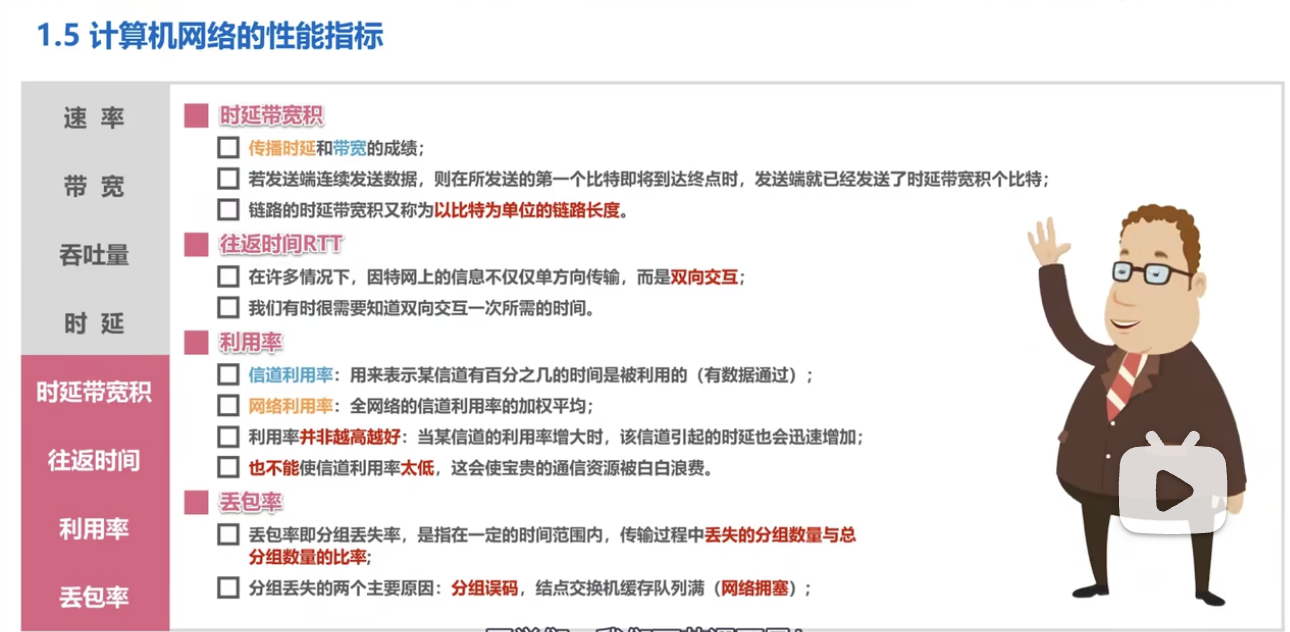 1.5 计算机网络的性能指标
速 率
带 宽
吞吐量
时 延
时延带宽积
往返时间
利用率
丢包率
时延带宽积
传播时延和带宽的成绩；
若发送端连续发送数据，则在所发送的第一个比特即将到达终点时，发送端就已经发送了时延带宽积个比特；
链路的时延带宽积又称为以比特为单位的链路长度。
往返时间RTT
在许多情况下，因特网上的信息不仅仅单方向传输，而是双向交互；
我们有时很需要知道双向交互一次所需的时间。
利用率
信道利用率：用来表示某信道有百分之几的时间是被利用的（有数据通过）；
网络利用率：全网络的信道利用率的加权平均；
利用率并非越高越好：当某信道的利用率增大时，该信道引起的时延也会迅速增加；
也不能使信道利用率太低，这会使宝贵的通信资源被白白浪费。
丢包率
丢包率即分组丢失率，是指在一定的时间范围内，传输过程中丢失的分组数量与总
分组数量的比率；
分组丢失的两个主要原因：分组误码，结点交换机缓存队列满（网络拥塞）；